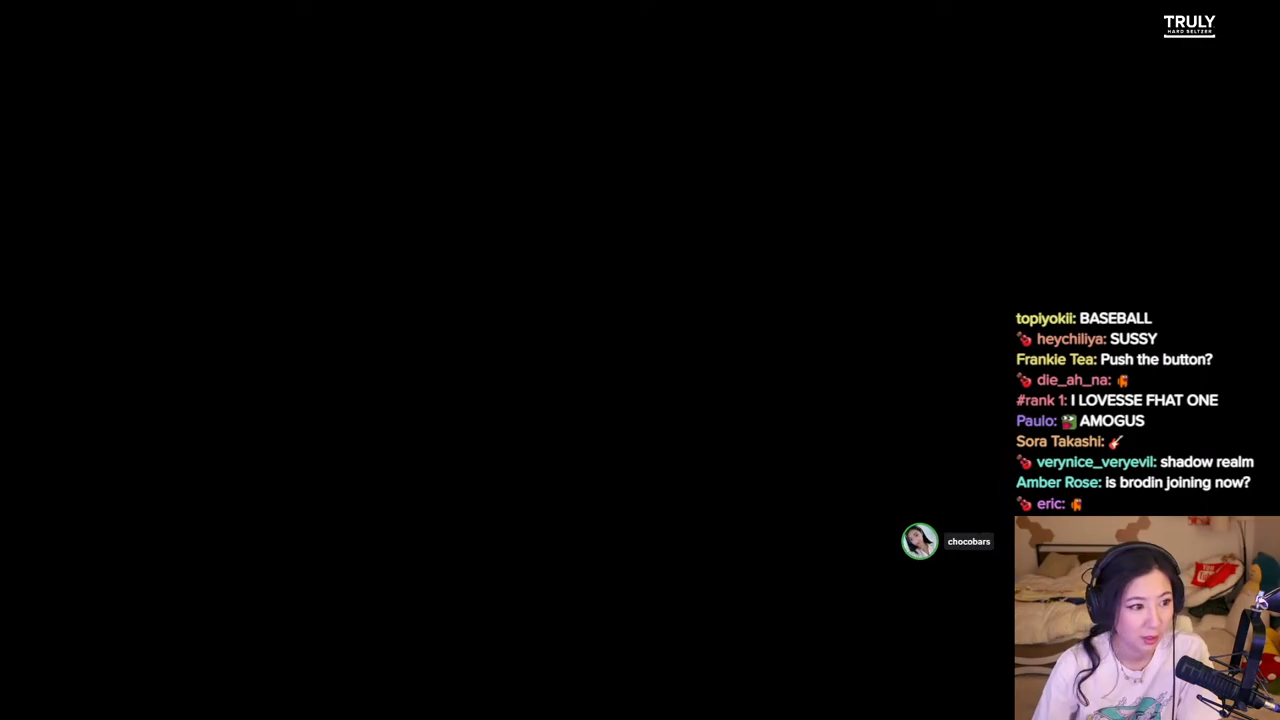 TRULY
HARD SELTZER
topiyokii: BASEBALL
heychiliya: SUSSY
Frankie Tea: Push the button?
die_ah_na:
#rank 1: I LOVESSE FHAT ONE
Paulo: AMOGUS
Sora Takashi:
verynice_veryevil: shadow realm
Amber Rose: is brodin joining now?
eric:
chocobars
You